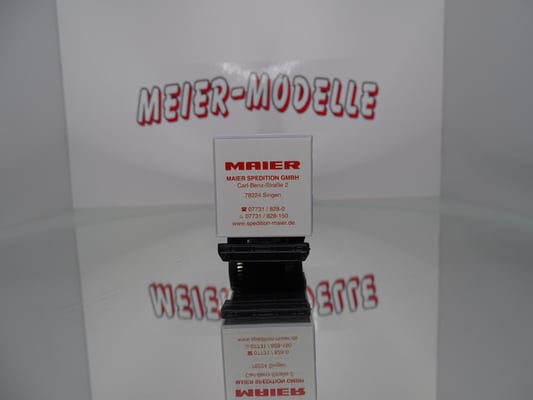 MEIER-MODELLE
MAIER
MAIER SPEDITION GMBH
Carl-Benz-Straße 2
78224 Singen
☎ 07731 / 828-0
07731 / 828-150
www.spedition-maier.de